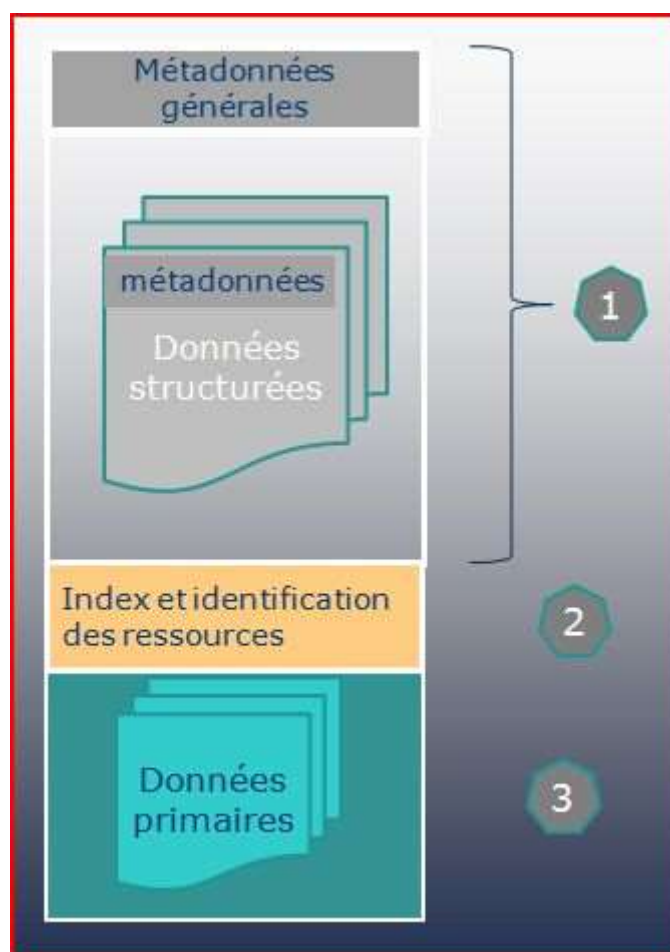 Métadonnées
générales
métadonnées
Données
structurées
1
Index et identification
des ressources
2
Données
primaires
3